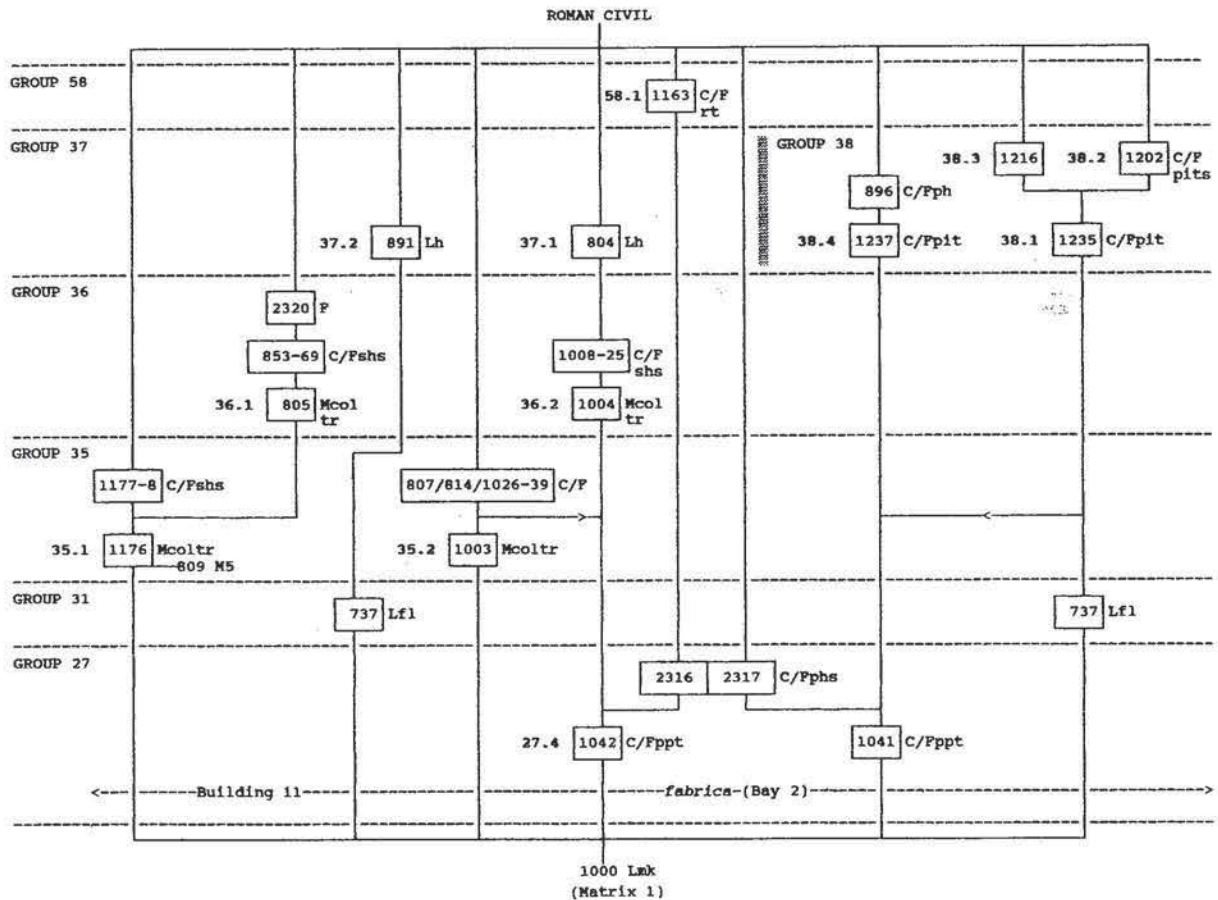 ROMAN CIVIL
GROUP 58
58.1 1163 C/F
rt
GROUP 37
GROUP 38
38.3 1216 38.2 1202 C/F
pits
896 C/Fph
37.2 891 Lh 37.1 804 Lh 38.4 1237 C/Fpit 38.1 1235 C/Fpit
GROUP 36
2320 F
853-69 C/Fshs 1008-25 C/F
shs
36.1 805 Mcol
tr
36.2 1004 Mcol
tr
GROUP 35
1177-8 C/Fshs 807/814/1026-39 C/F
35.1 1176 Mcoltr 35.2 1003 Mcoltr
809 M5
GROUP 31
737 Lfl 737 Lfl
GROUP 27
2316 2317 C/Fphs
27.4 1042 C/Fppt 1041 C/Fppt
<-----Building 11-----fabrica-(Bay 2)----->
1000 Lmk
(Matrix 1)